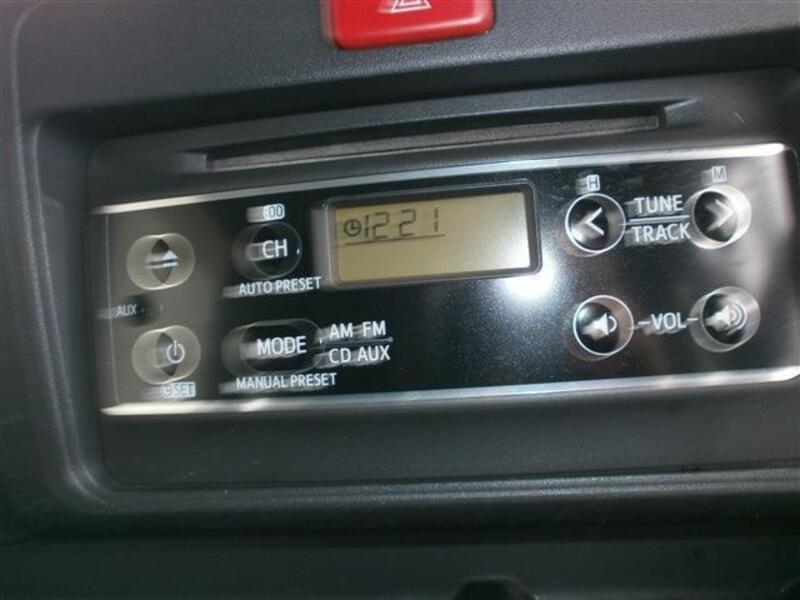 :00
H
M
CH
1221
TUNE
TRACK
AUTO PRESET
AUX
MODE
AM FM
CD AUX
VOL
SET
MANUAL PRESET